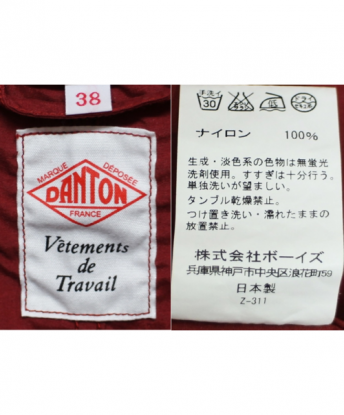 38
MARQUE DEPOSÉE
DANTON
FRANCE
Vêtements
de
Travail
30
ナイロン 100%
生成・淡色系の色物は無蛍光
洗剤使用。すすぎは十分行う。
単独洗いが望ましい。
タンブル乾燥禁止。
つけ置き洗い・濡れたままの
放置禁止。
株式会社ボーイズ
兵庫県神戸市中央区浪花町59
日本製
Z-311